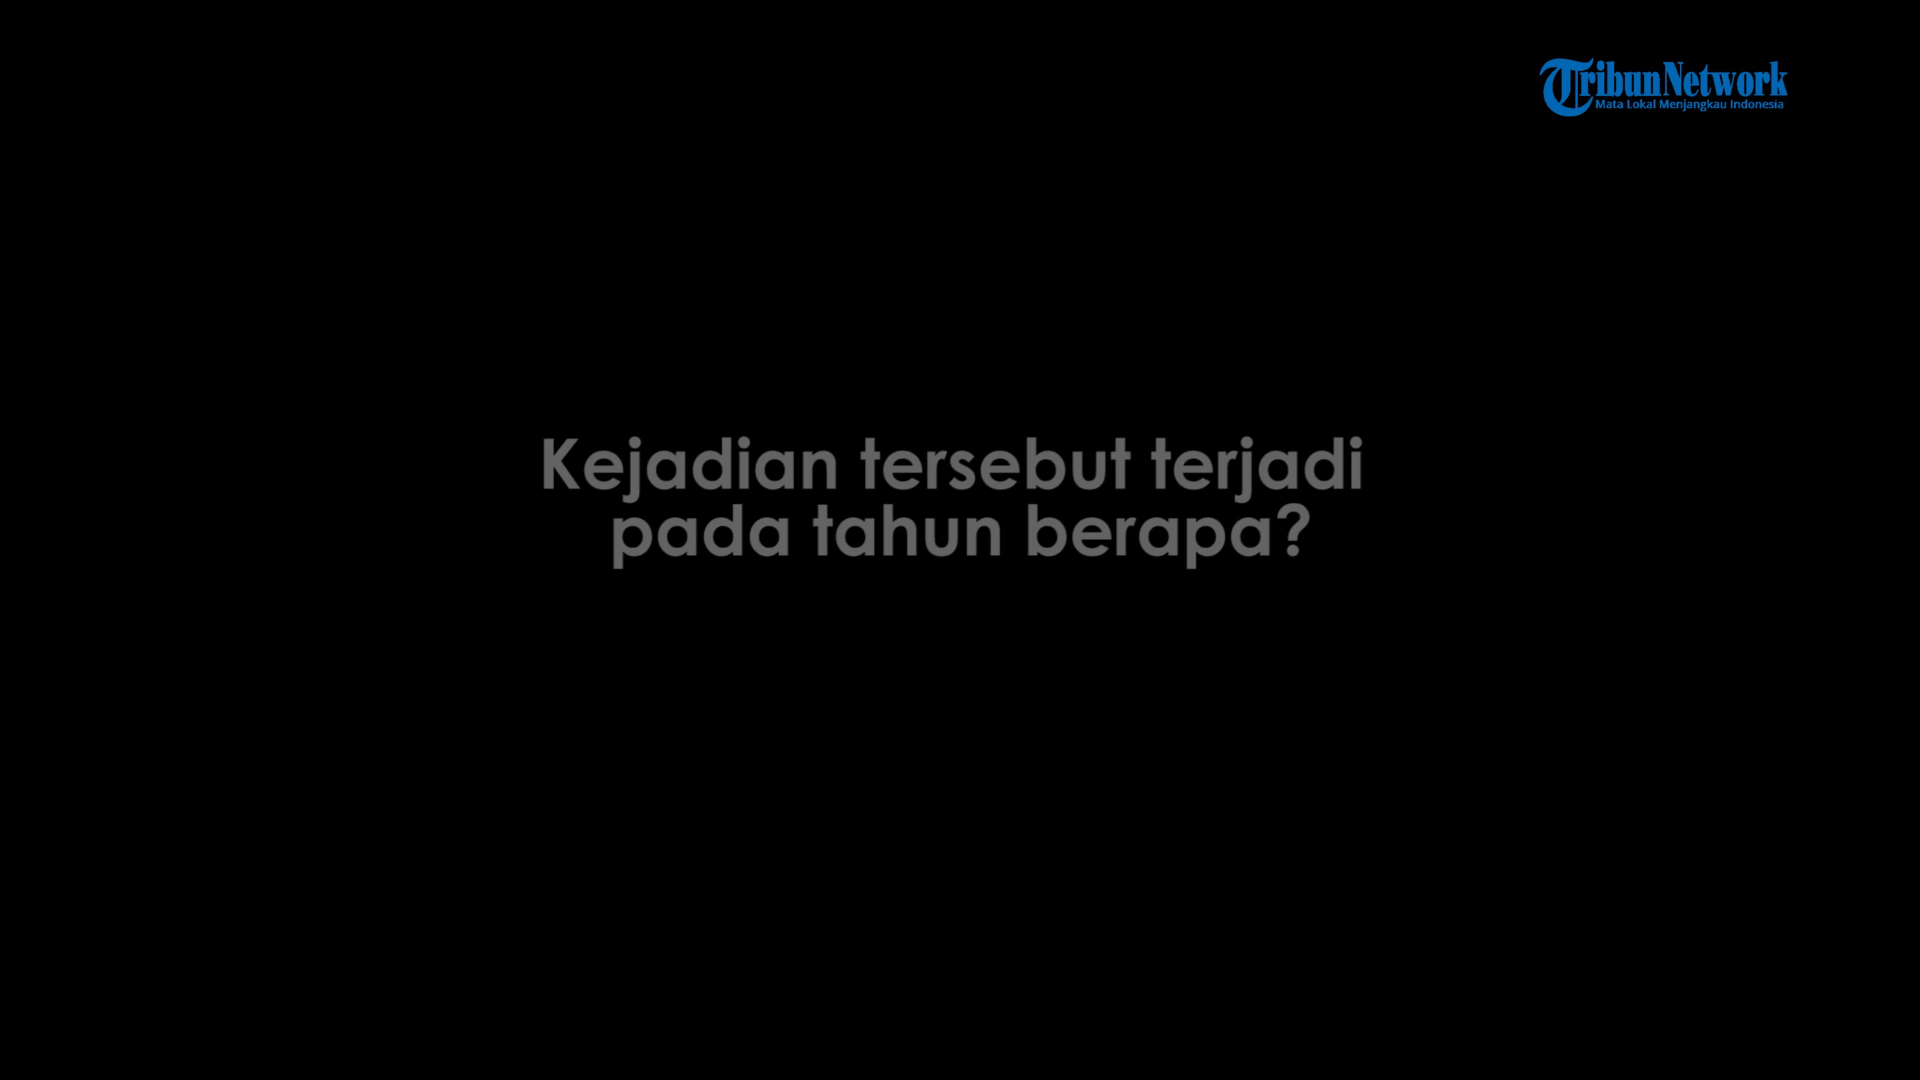 TribunNetwork
Mata Lokal Menjangkau Indonesia
Kejadian tersebut terjadi
pada tahun berapa?